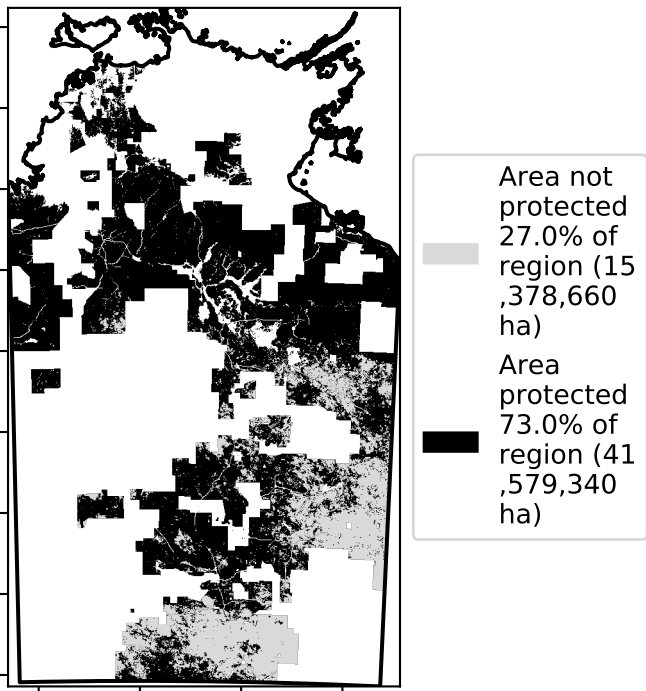 Area not
protected
27.0% of
region (15
,378,660
ha)
Area
protected
73.0% of
region (41
,579,340
ha)